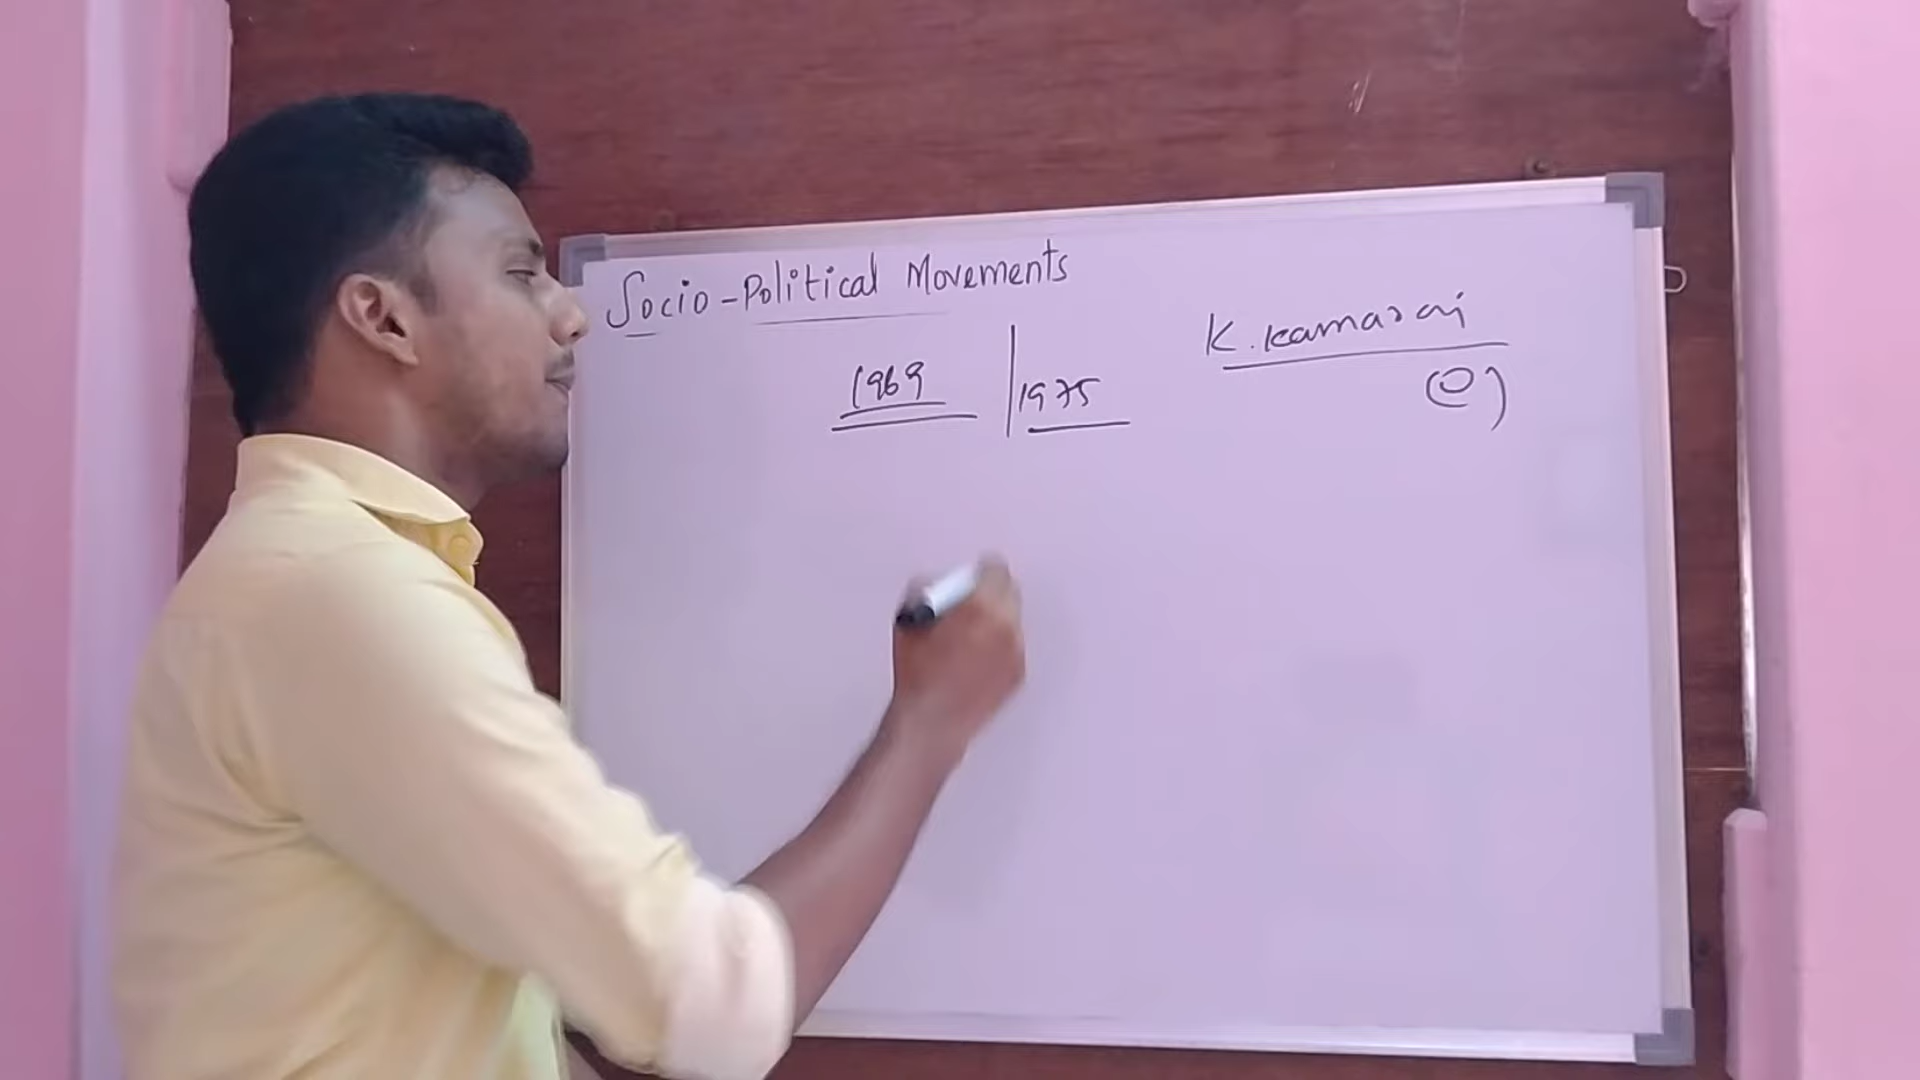 Socio-Political Movements
1969 | 1975
K. Kamaraj
(O)